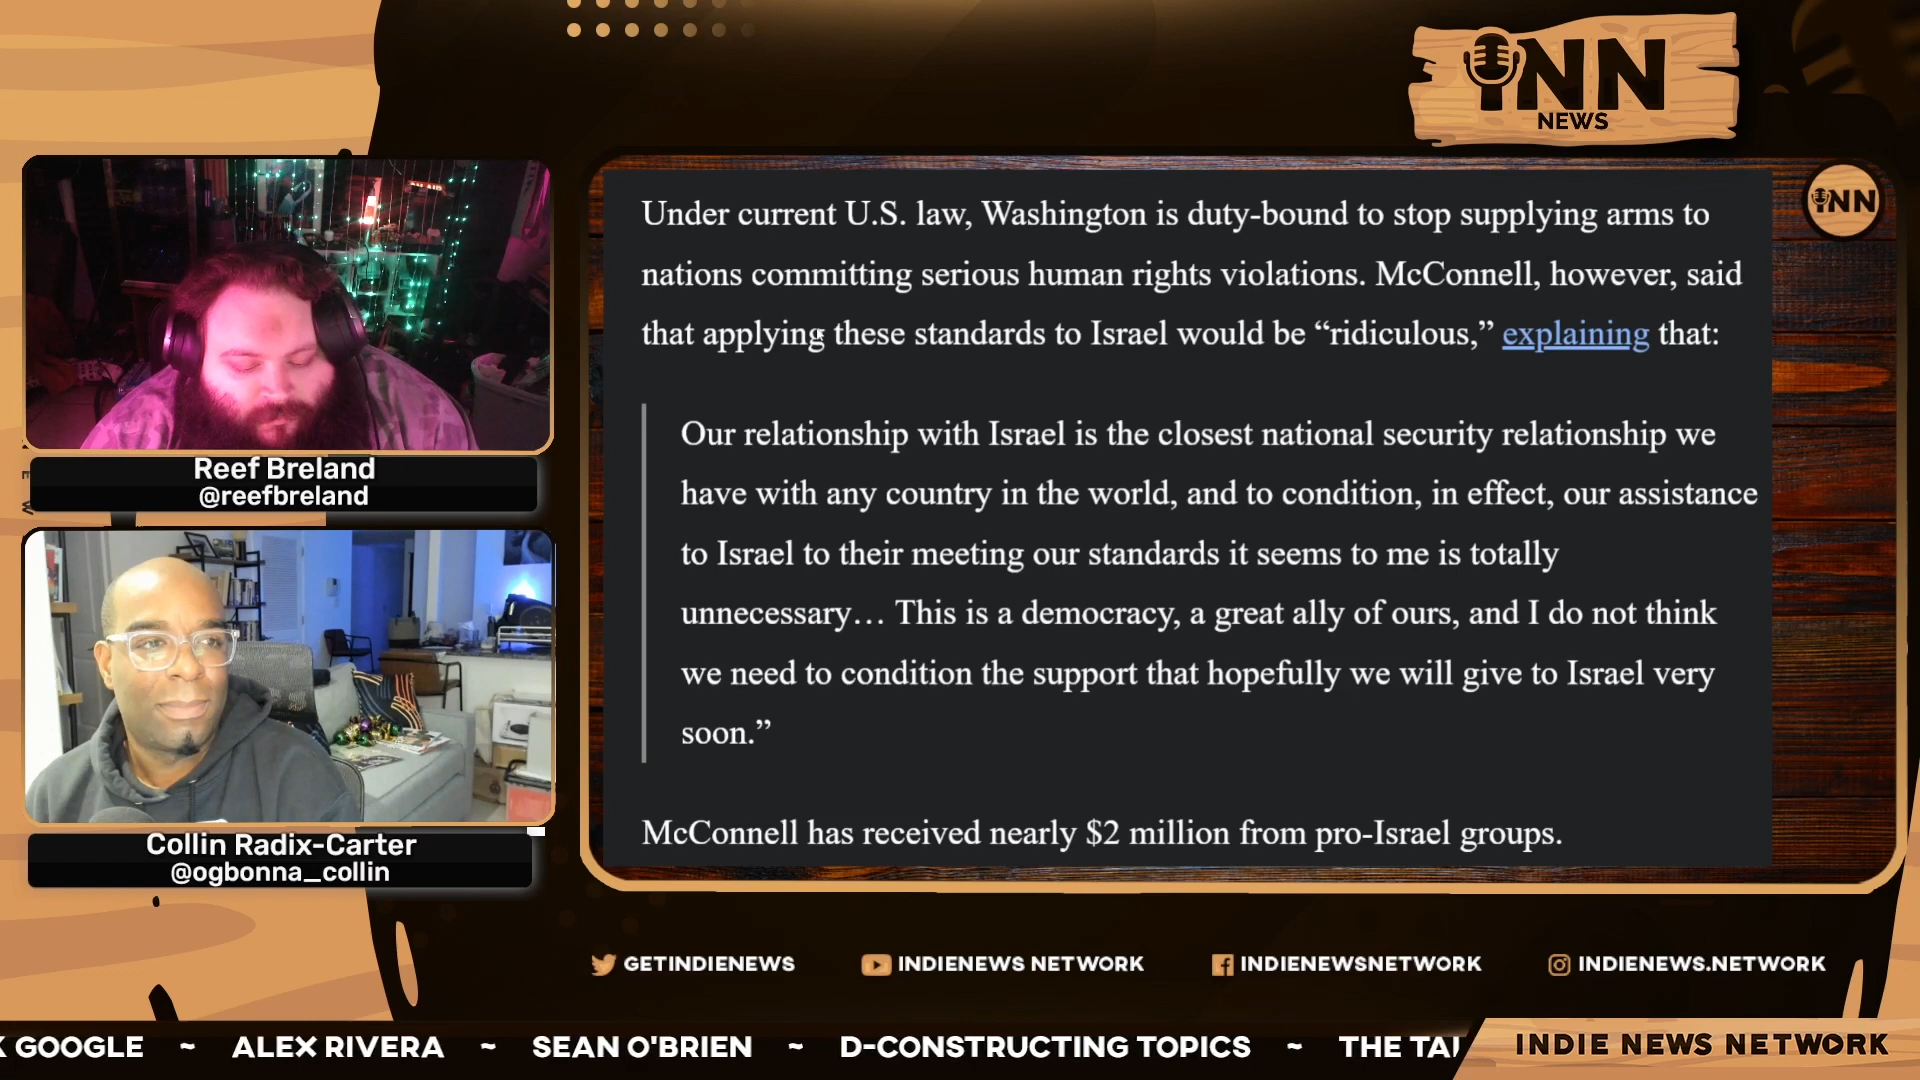 iNN
NEWS
Under current U.S. law, Washington is duty-bound to stop supplying arms to
nations committing serious human rights violations. McConnell, however, said
that applying these standards to Israel would be “ridiculous,” explaining that:
Our relationship with Israel is the closest national security relationship we
have with any country in the world, and to condition, in effect, our assistance
to Israel to their meeting our standards it seems to me is totally
unnecessary… This is a democracy, a great ally of ours, and I do not think
we need to condition the support that hopefully we will give to Israel very
soon.”
McConnell has received nearly $2 million from pro-Israel groups.
iNN
Reef Breland
@reefbreland
Collin Radix-Carter
@ogbonna_collin
GETINDIENEWS
INDIENEWS NETWORK
INDIENEWSNETWORK
INDIENEWS.NETWORK
K GOOGLE ~ ALEX RIVERA ~ SEAN O'BRIEN ~ D-CONSTRUCTING TOPICS ~ THE TAI
INDIE NEWS NETWORK